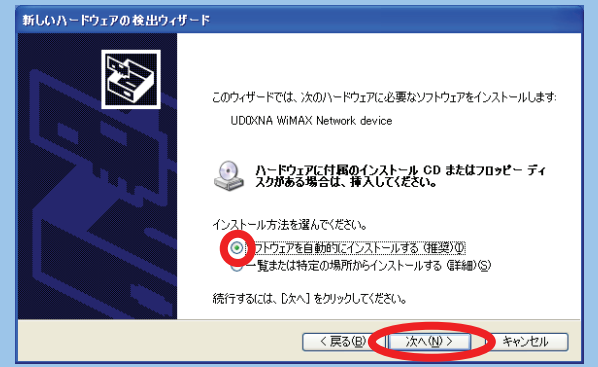 新しいハードウェアの検出ウィザード
このウィザードでは、次のハードウェアに必要なソフトウェアをインストールします:
UD0XNA WiMAX Network device
ハードウェアに付属のインストール CD またはフロッピー ディ
スクがある場合は、挿入してください。
インストール方法を選んでください。
フトウェアを自動的にインストールする (推奨)(I)
一覧または特定の場所からインストールする (詳細)(S)
続行するには、[次へ] をクリックしてください。
< 戻る(B) 次へ(N) > キャンセル